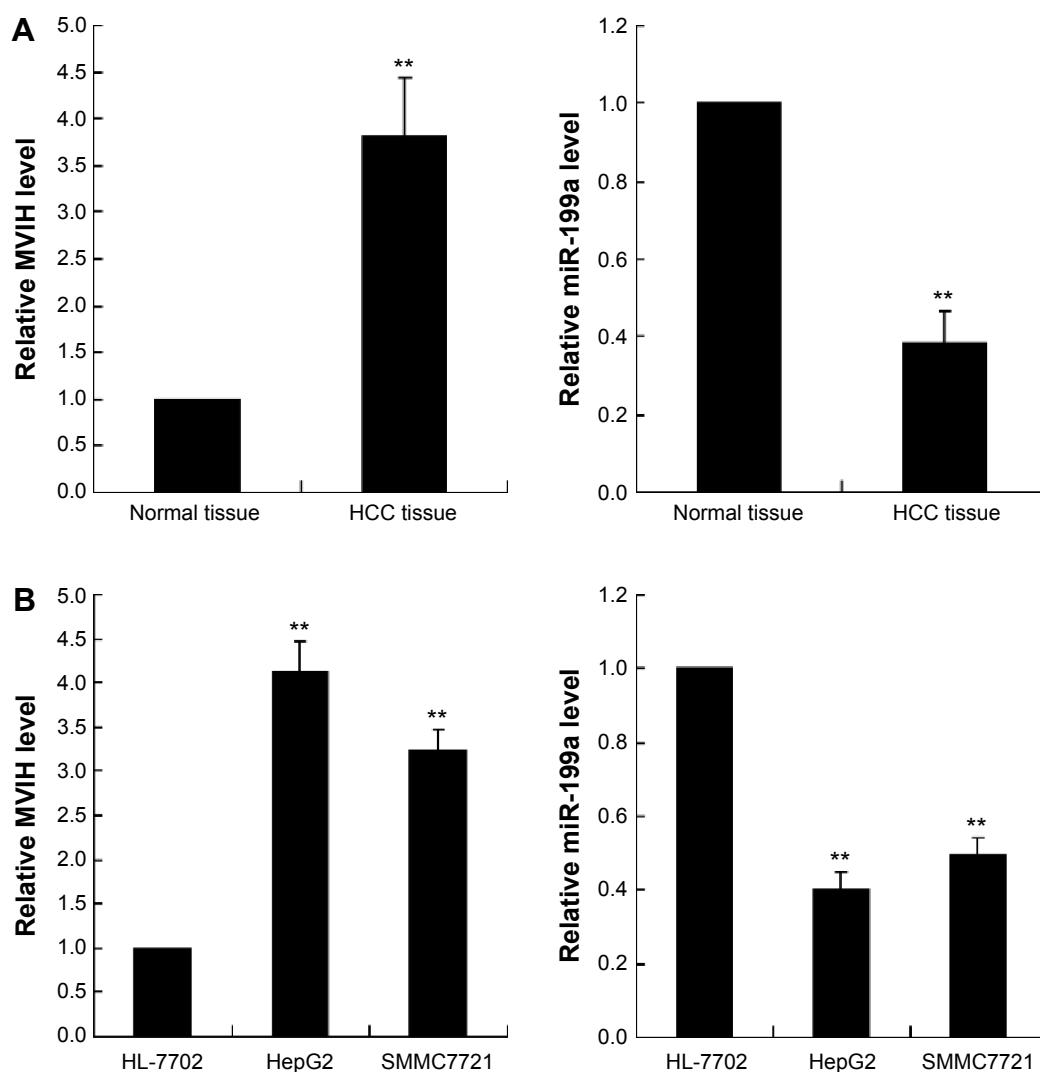 A
Relative MVIH level
5.0
4.5
4.0
3.5
3.0
2.5
2.0
1.5
1.0
0.5
0.0
**
Normal tissue
HCC tissue
Relative miR-199a level
1.2
1.0
0.8
0.6
0.4
0.2
0.0
**
Normal tissue
HCC tissue
B
Relative MVIH level
5.0
4.5
4.0
3.5
3.0
2.5
2.0
1.5
1.0
0.5
0.0
**
**
HL-7702
HepG2
SMMC7721
Relative miR-199a level
1.2
1.0
0.8
0.6
0.4
0.2
0.0
**
**
HL-7702
HepG2
SMMC7721